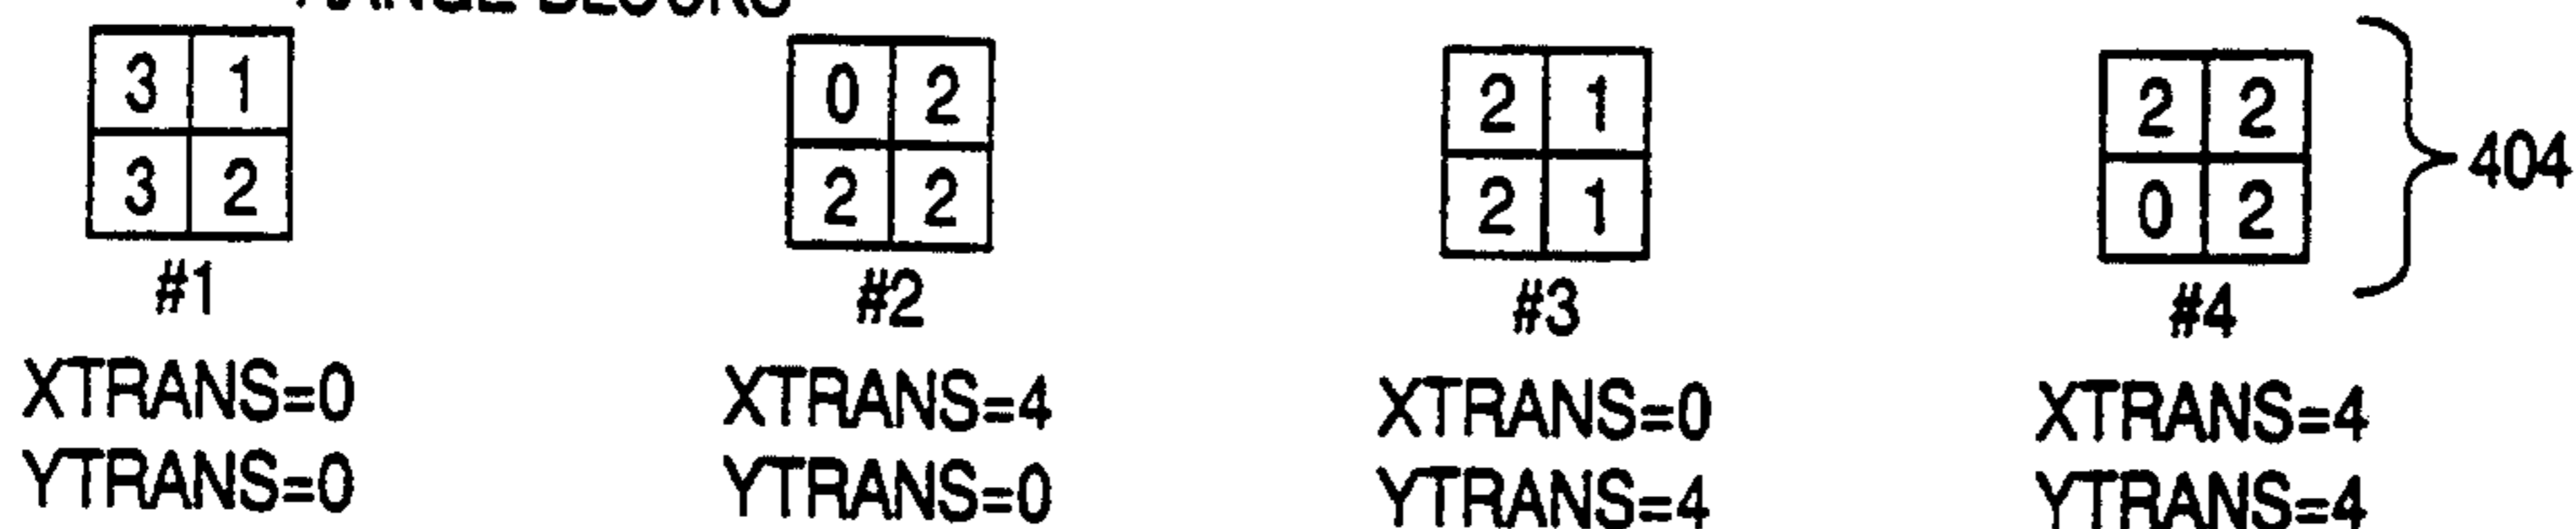 BLOCKS
3 1 0 2 2 1 2 2
3 2 2 2 2 1 0 2
404
#1 #2 #3 #4
XTRANS=0 XTRANS=4 XTRANS=0 XTRANS=4
YTRANS=0 YTRANS=0 YTRANS=4 YTRANS=4